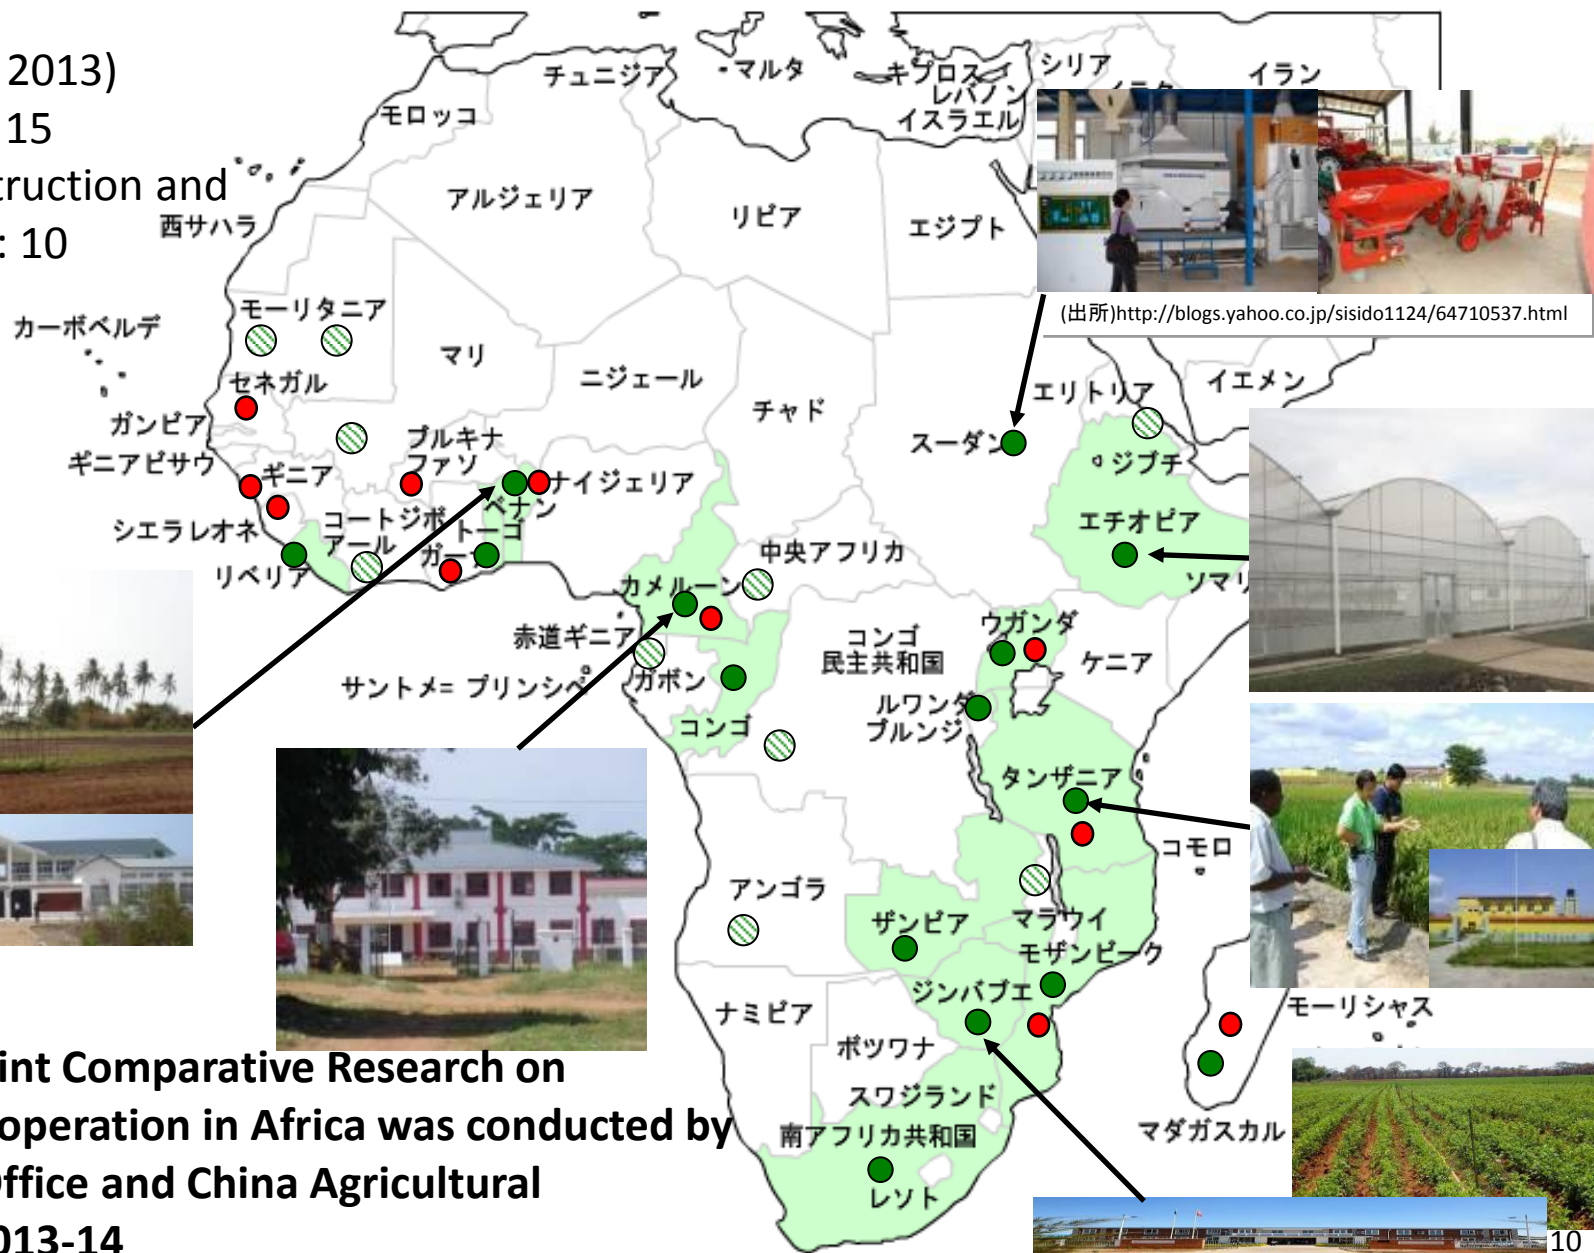 2013)
15
truction and
: 10
チュニジア
マルタ
キプロス
シリア
イラン
レバノン
イスラエル
モロッコ
アルジェリア
リビア
エジプト
西サハラ
(出所)http://blogs.yahoo.co.jp/sisido1124/64710537.html
モーリタニア
カーボベルデ
マリ
ニジェール
チャド
エリトリア
イエメン
セネガル
ガンビア
ギニアビサウ
ギニア
ブルキナ
ファソ
ナイジェリア
スーダン
ジブチ
エチオピア
シエラレオネ
コートジボ
アール
ベナン
トーゴ
リベリア
中央アフリカ
カメルーン
赤道ギニア
コンゴ
民主共和国
ウガンダ
ケニア
サントメ= プリンシペ
ガボン
コンゴ
ルワンダ
ブルンジ
タンザニア
コモロ
アンゴラ
ザンビア
マラウイ
モザンビーク
ナミビア
ジンバブエ
ボツワナ
モーリシャス
スワジランド
マダガスカル
南アフリカ共和国
レソト
int Comparative Research on
operation in Africa was conducted by
ffice and China Agricultural
013-14
10